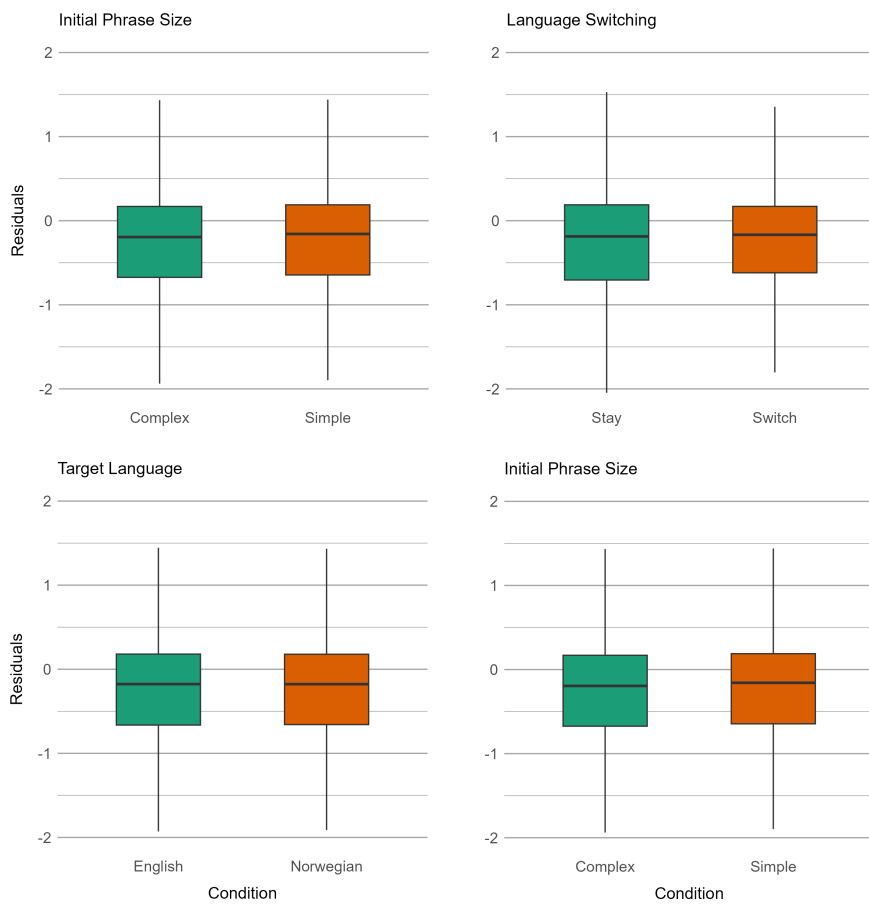 Initial Phrase Size
2
1
0
-1
-2
Residuals
Complex Simple
Language Switching
2
1
0
-1
-2
Stay Switch
Target Language
2
1
0
-1
-2
Residuals
English Norwegian
Condition
Initial Phrase Size
2
1
0
-1
-2
Complex Simple
Condition